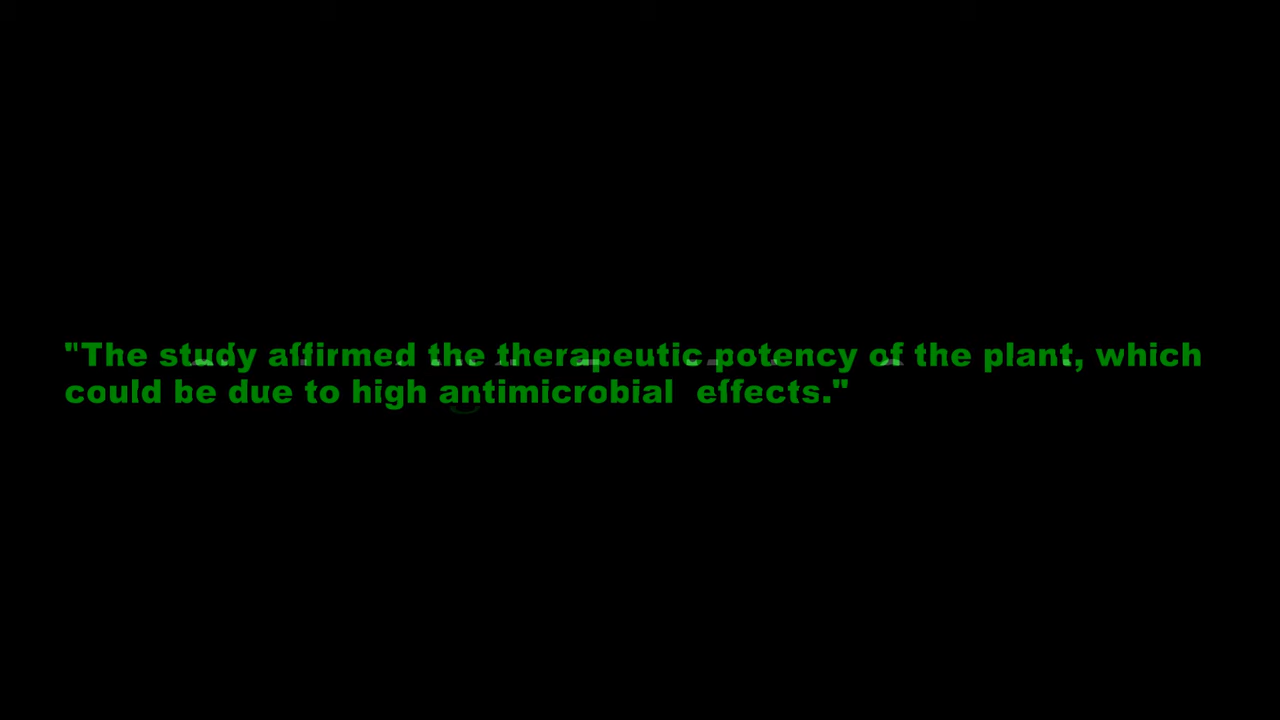 "The study affirmed the therapeutic potency of the plant, which
could be due to high antimicrobial  effects."